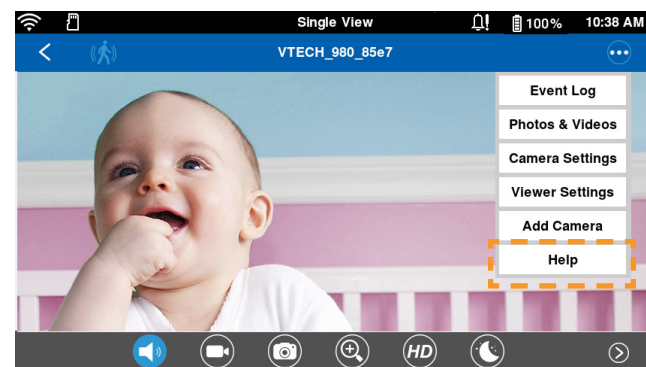 Single View
100%
10:38 AM
VTECH_980_85e7
Event Log
Photos & Videos
Camera Settings
Viewer Settings
Add Camera
Help
HD